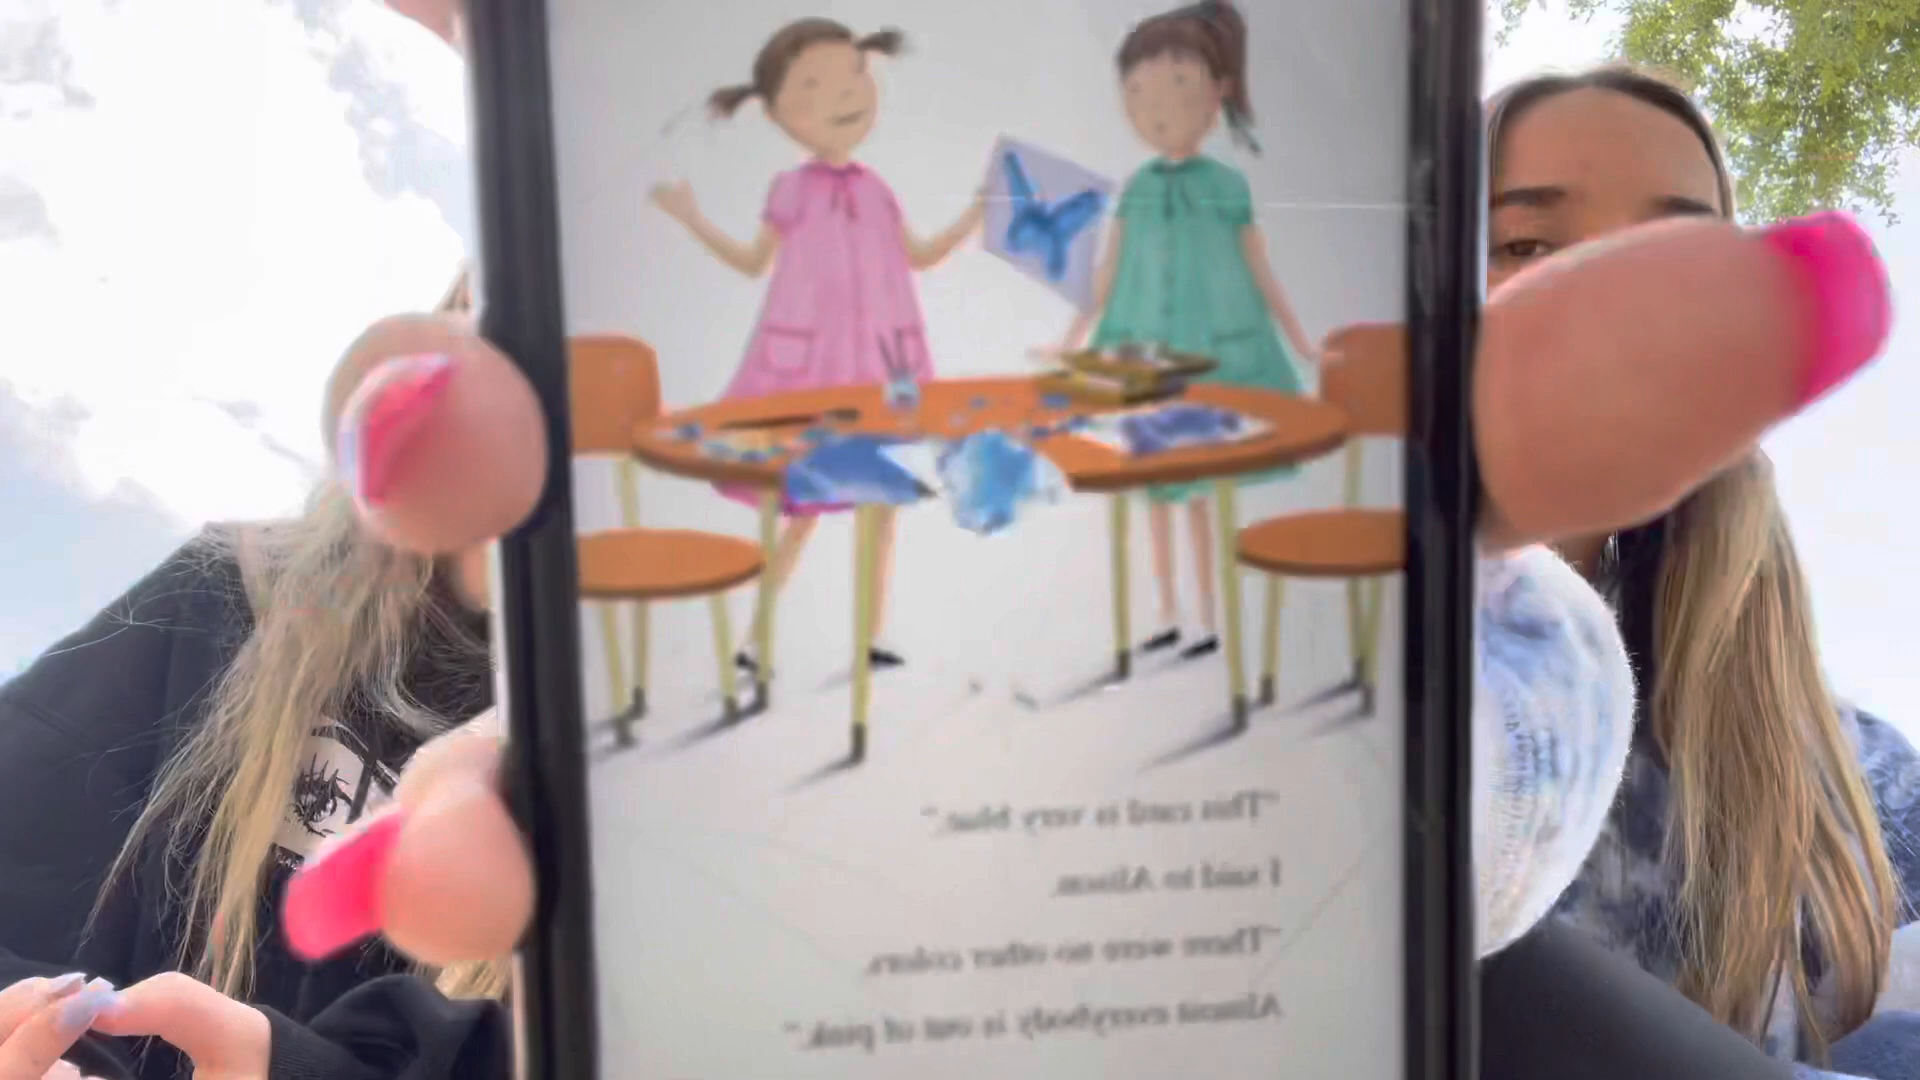 "This card is very blue."
I said to Alison.
"There were no other colors.
Almost everybody is out of pink."